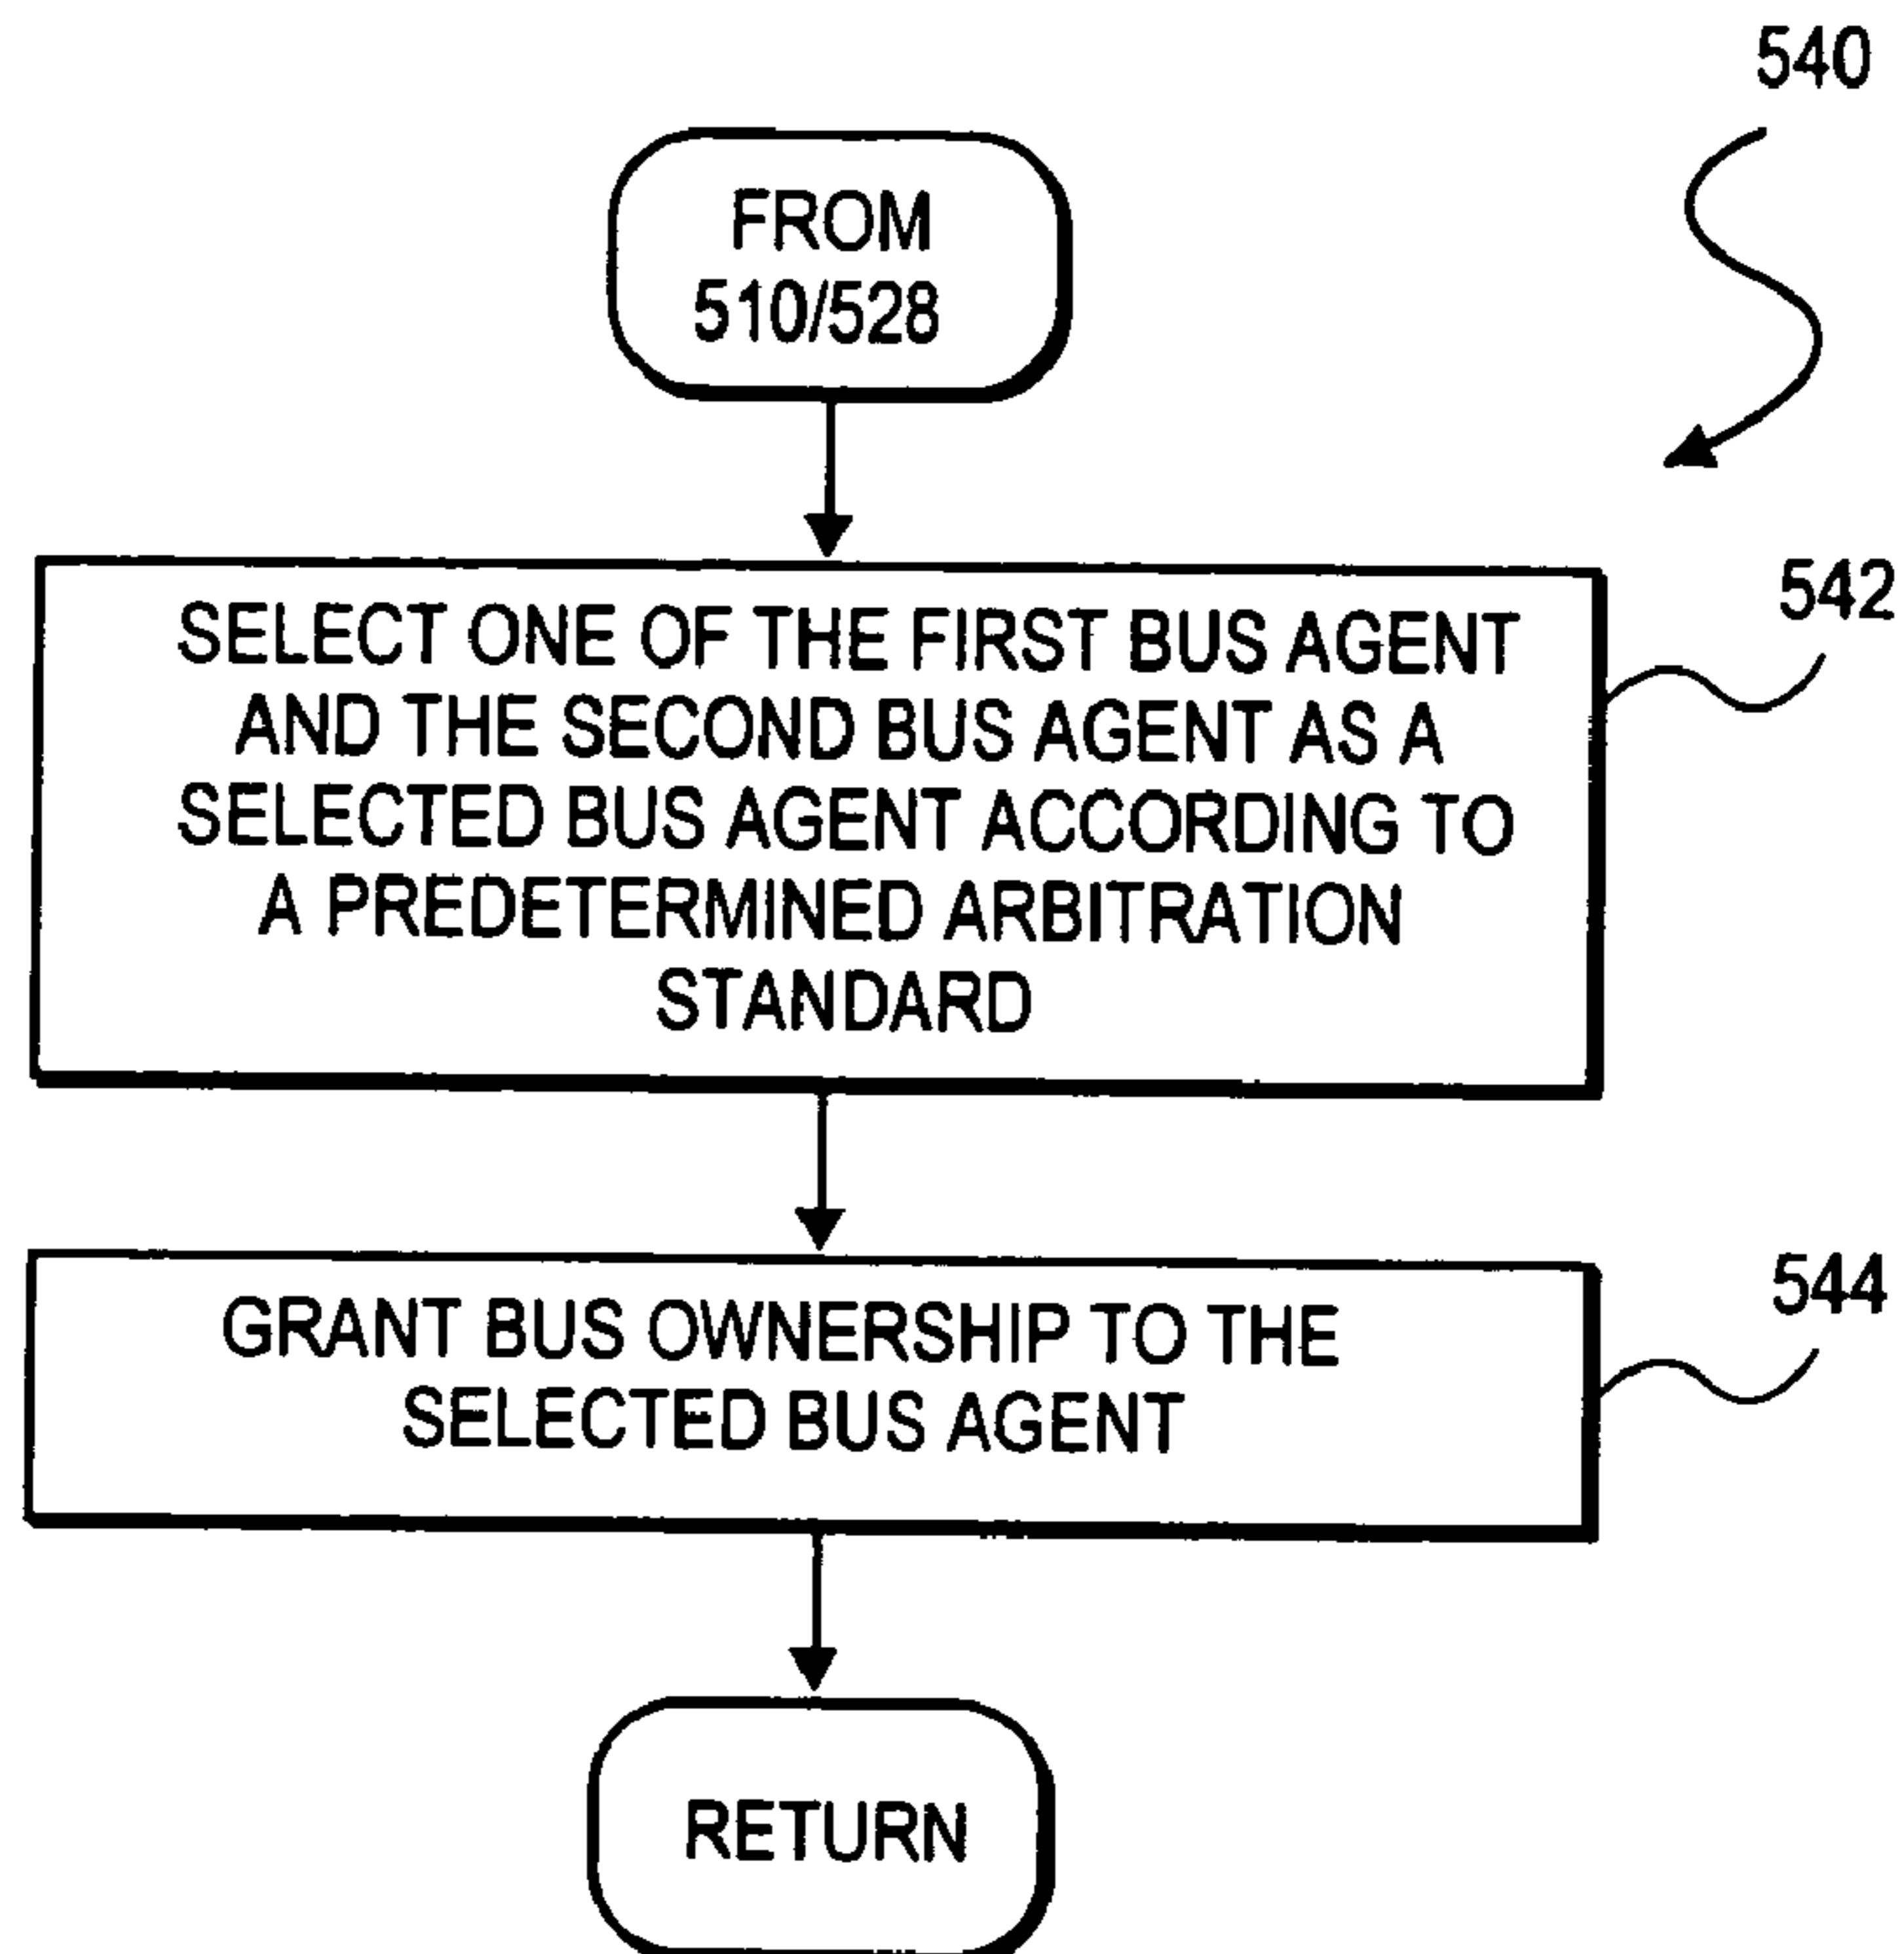 540
FROM
510/528
SELECT ONE OF THE FIRST BUS AGENT
AND THE SECOND BUS AGENT AS A
SELECTED BUS AGENT ACCORDING TO
A PREDETERMINED ARBITRATION
STANDARD
542
GRANT BUS OWNERSHIP TO THE
SELECTED BUS AGENT
544
RETURN